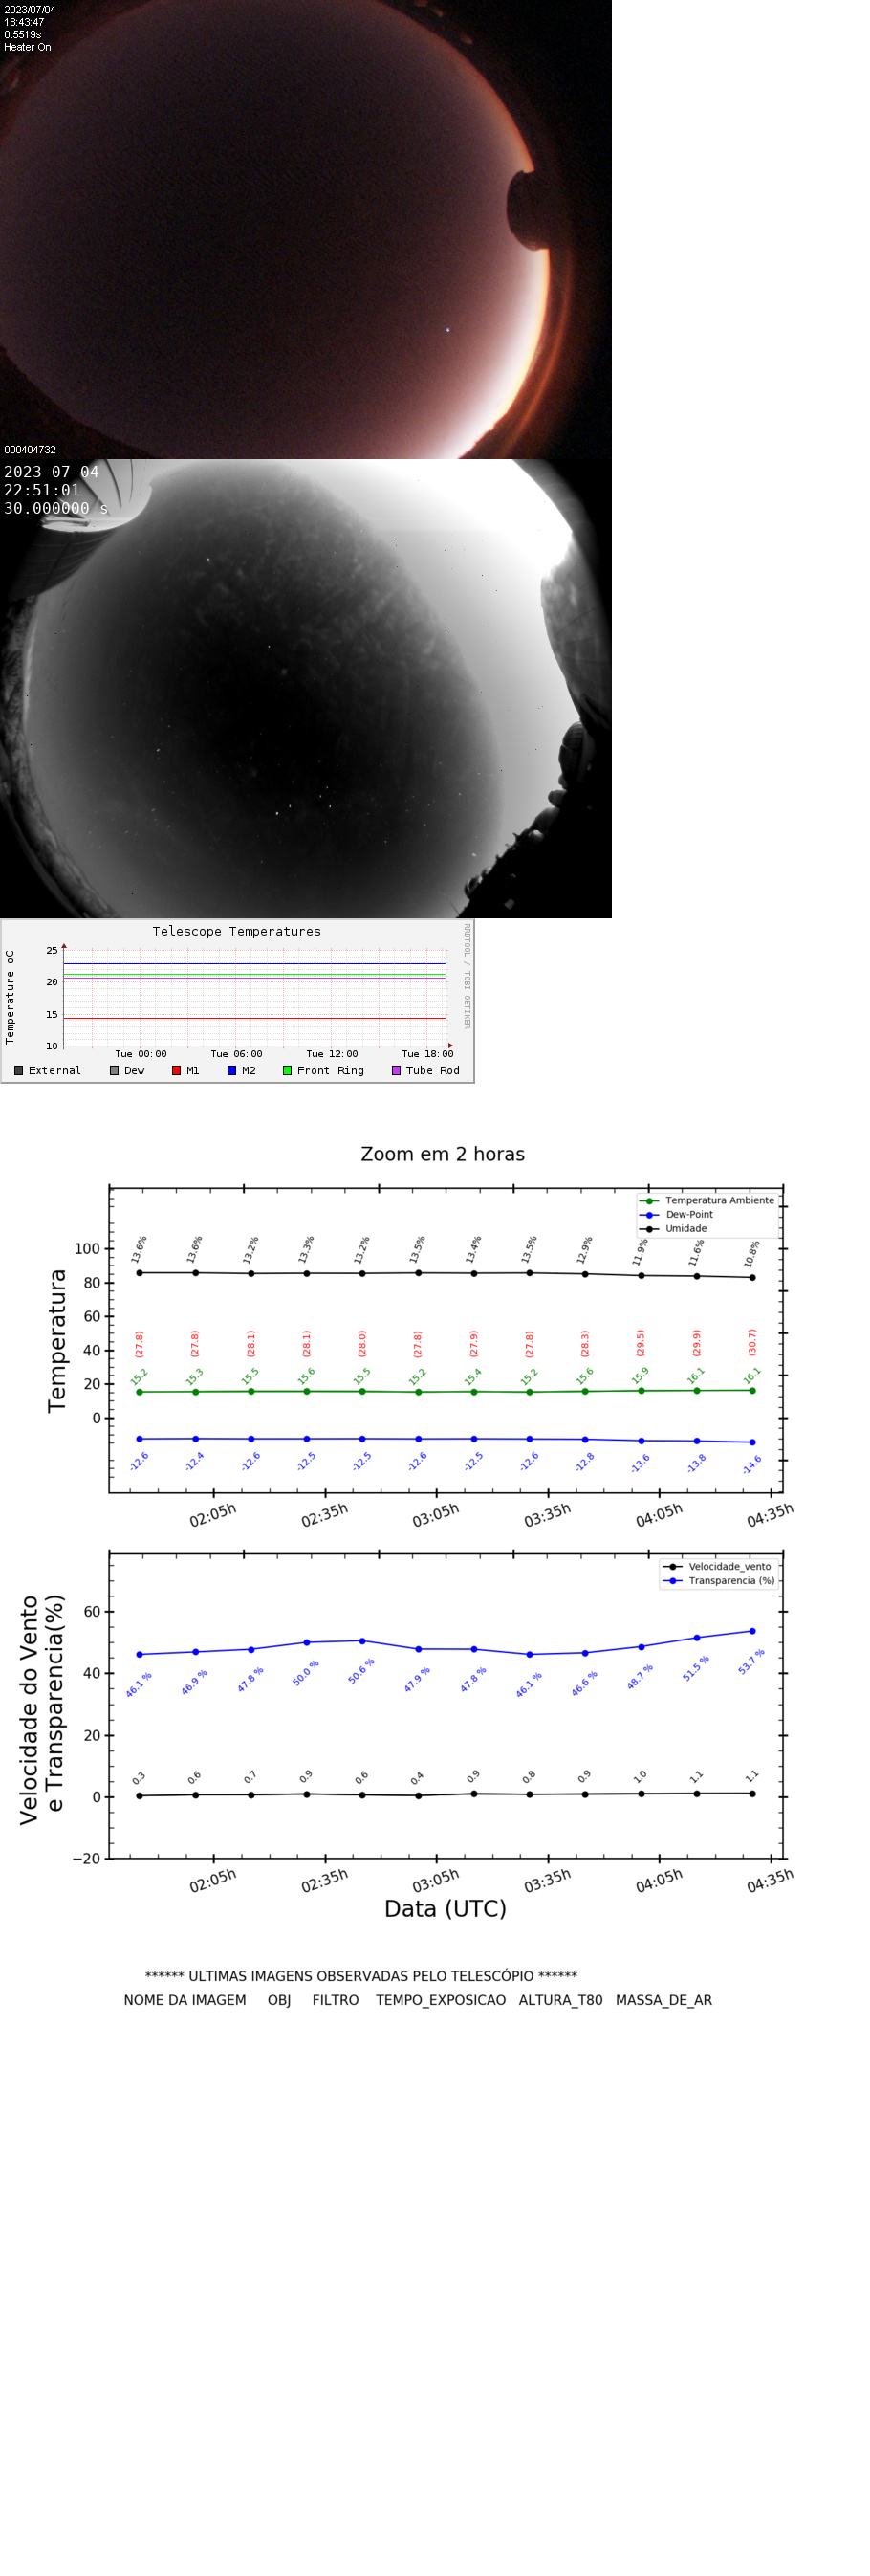 2023/07/04
18:43:47
0.5519s
Heater On
000404732
2023-07-04
22:51:01
30.000000 s
Telescope Temperatures
RRDTOOL / TOBI OETIKER
Temperature oC
25
20
15
10
Tue 00:00 Tue 06:00 Tue 12:00 Tue 18:00
External Dew M1 M2 Front Ring Tube Rod
Zoom em 2 horas
Temperatura Ambiente
Dew-Point
Umidade
Temperatura
100
80
60
40
20
0
13.6% 13.6% 13.2% 13.3% 13.2% 13.5% 13.4% 13.5% 12.9% 11.9% 11.6% 10.8%
(27.8) (27.8) (28.1) (28.1) (28.0) (27.8) (27.9) (27.8) (28.3) (29.5) (29.9) (30.7)
15.2 15.3 15.5 15.6 15.5 15.2 15.4 15.2 15.6 15.9 16.1 16.1
-12.6 -12.4 -12.6 -12.5 -12.5 -12.6 -12.5 -12.6 -12.8 -13.6 -13.8 -14.6
02:05h 02:35h 03:05h 03:35h 04:05h 04:35h
Velocidade_vento
Transparencia (%)
Velocidade do Vento
e Transparencia(%)
60
40
20
0
−20
46.1 % 46.9 % 47.8 % 50.0 % 50.6 % 47.9 % 47.8 % 46.1 % 46.6 % 48.7 % 51.5 % 53.7 %
0.3 0.6 0.7 0.9 0.6 0.4 0.9 0.8 0.9 1.0 1.1 1.1
02:05h 02:35h 03:05h 03:35h 04:05h 04:35h
Data (UTC)
****** ULTIMAS IMAGENS OBSERVADAS PELO TELESCÓPIO ******
NOME DA IMAGEM OBJ FILTRO TEMPO_EXPOSICAO ALTURA_T80 MASSA_DE_AR